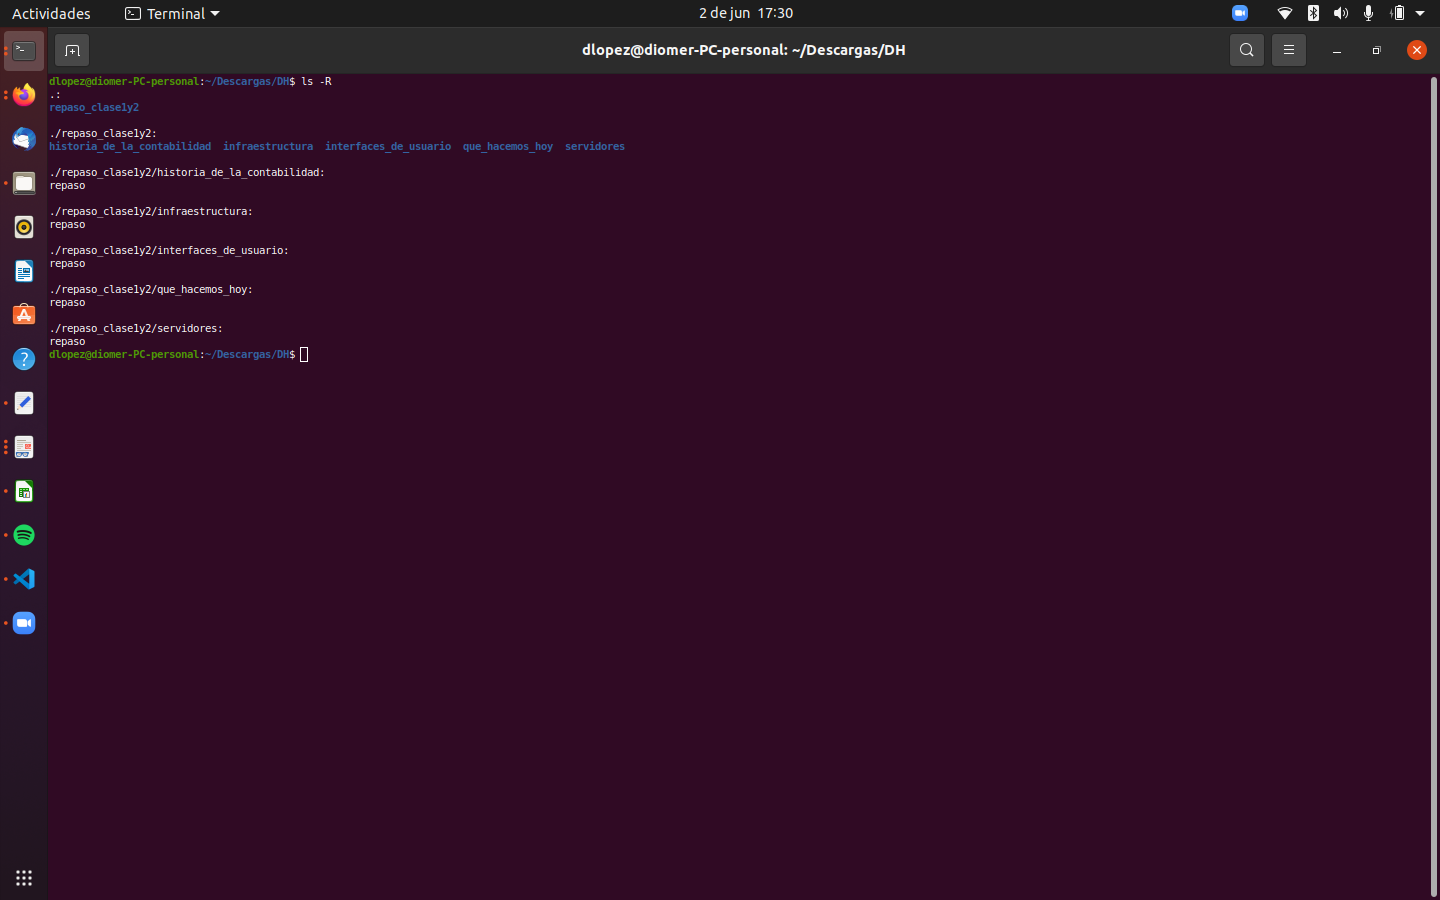 Actividades
Terminal
2 de jun 17:30
dlopez@diomer-PC-personal: ~/Descargas/DH
dlopez@diomer-PC-personal:~/Descargas/DH$ ls -R
.:
repaso_clase1y2

./repaso_clase1y2:
historia_de_la_contabilidad  infraestructura  interfaces_de_usuario  que_hacemos_hoy  servidores

./repaso_clase1y2/historia_de_la_contabilidad:
repaso

./repaso_clase1y2/infraestructura:
repaso

./repaso_clase1y2/interfaces_de_usuario:
repaso

./repaso_clase1y2/que_hacemos_hoy:
repaso

./repaso_clase1y2/servidores:
repaso
dlopez@diomer-PC-personal:~/Descargas/DH$